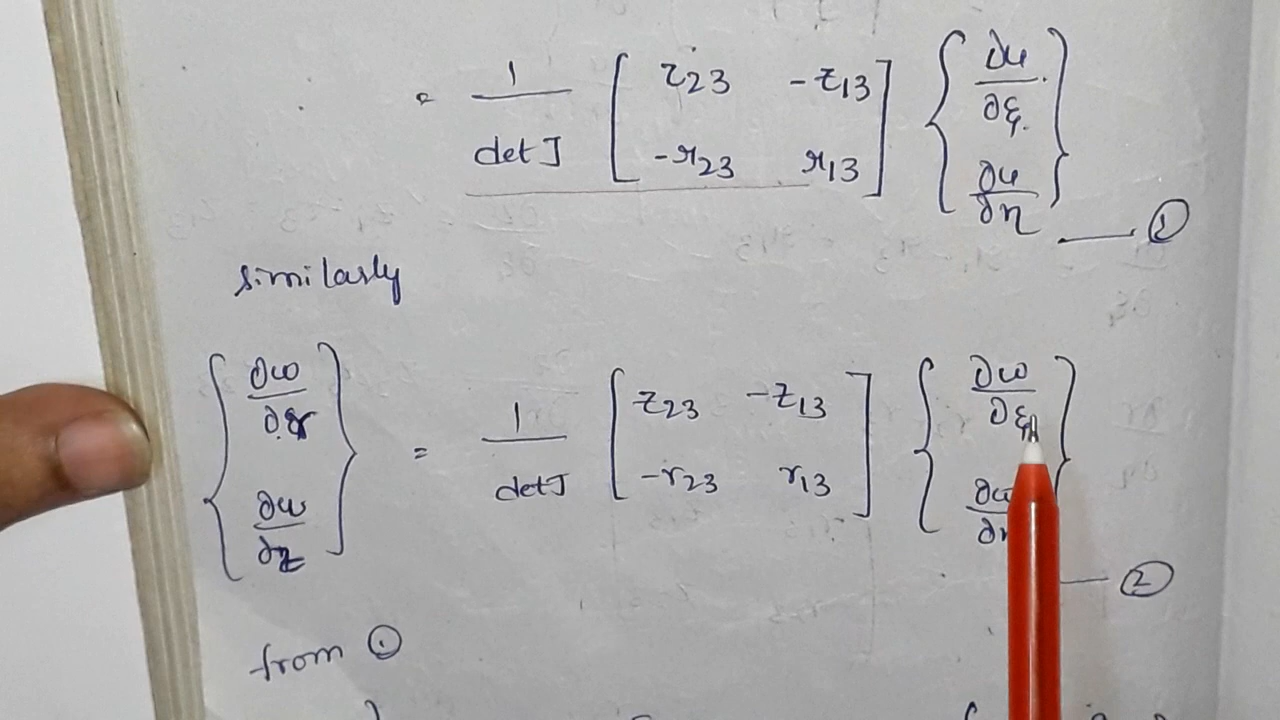 = 1/det J [ z23 -z13 ; -r23 r13 ] { ∂u/∂ξ ; ∂u/∂η } —— ①
similarly
{ ∂w/∂r ; ∂w/∂z } = 1/det J [ z23 -z13 ; -r23 r13 ] { ∂w/∂ξ ; ∂w } —— ②
from ①